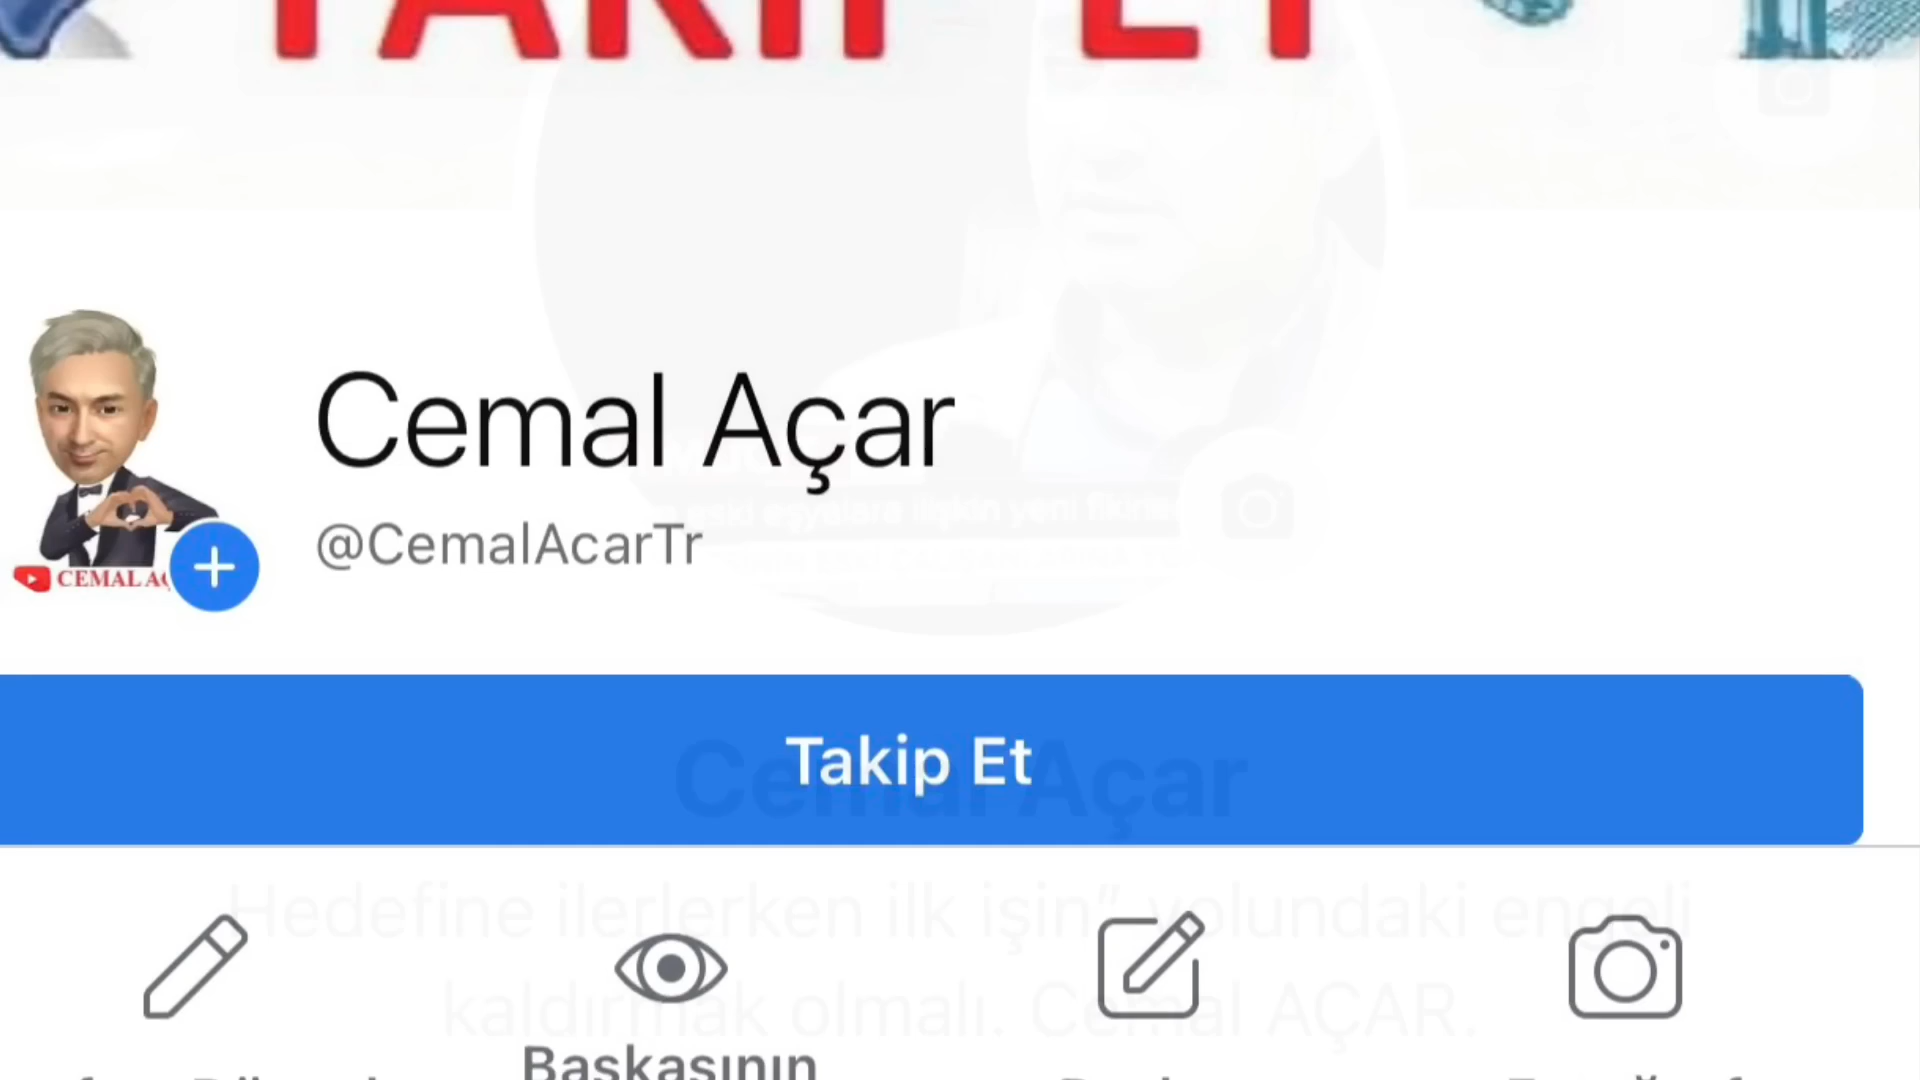 TAKİP ET
Cemal Açar
@CemalAcarTr
CEMAL AÇ
Takip Et
Cemal Açar
Hedefine ilerlerken ilk işin” yolundaki engeli
kaldırmak olmalı. Cemal AÇAR.
Başkasının